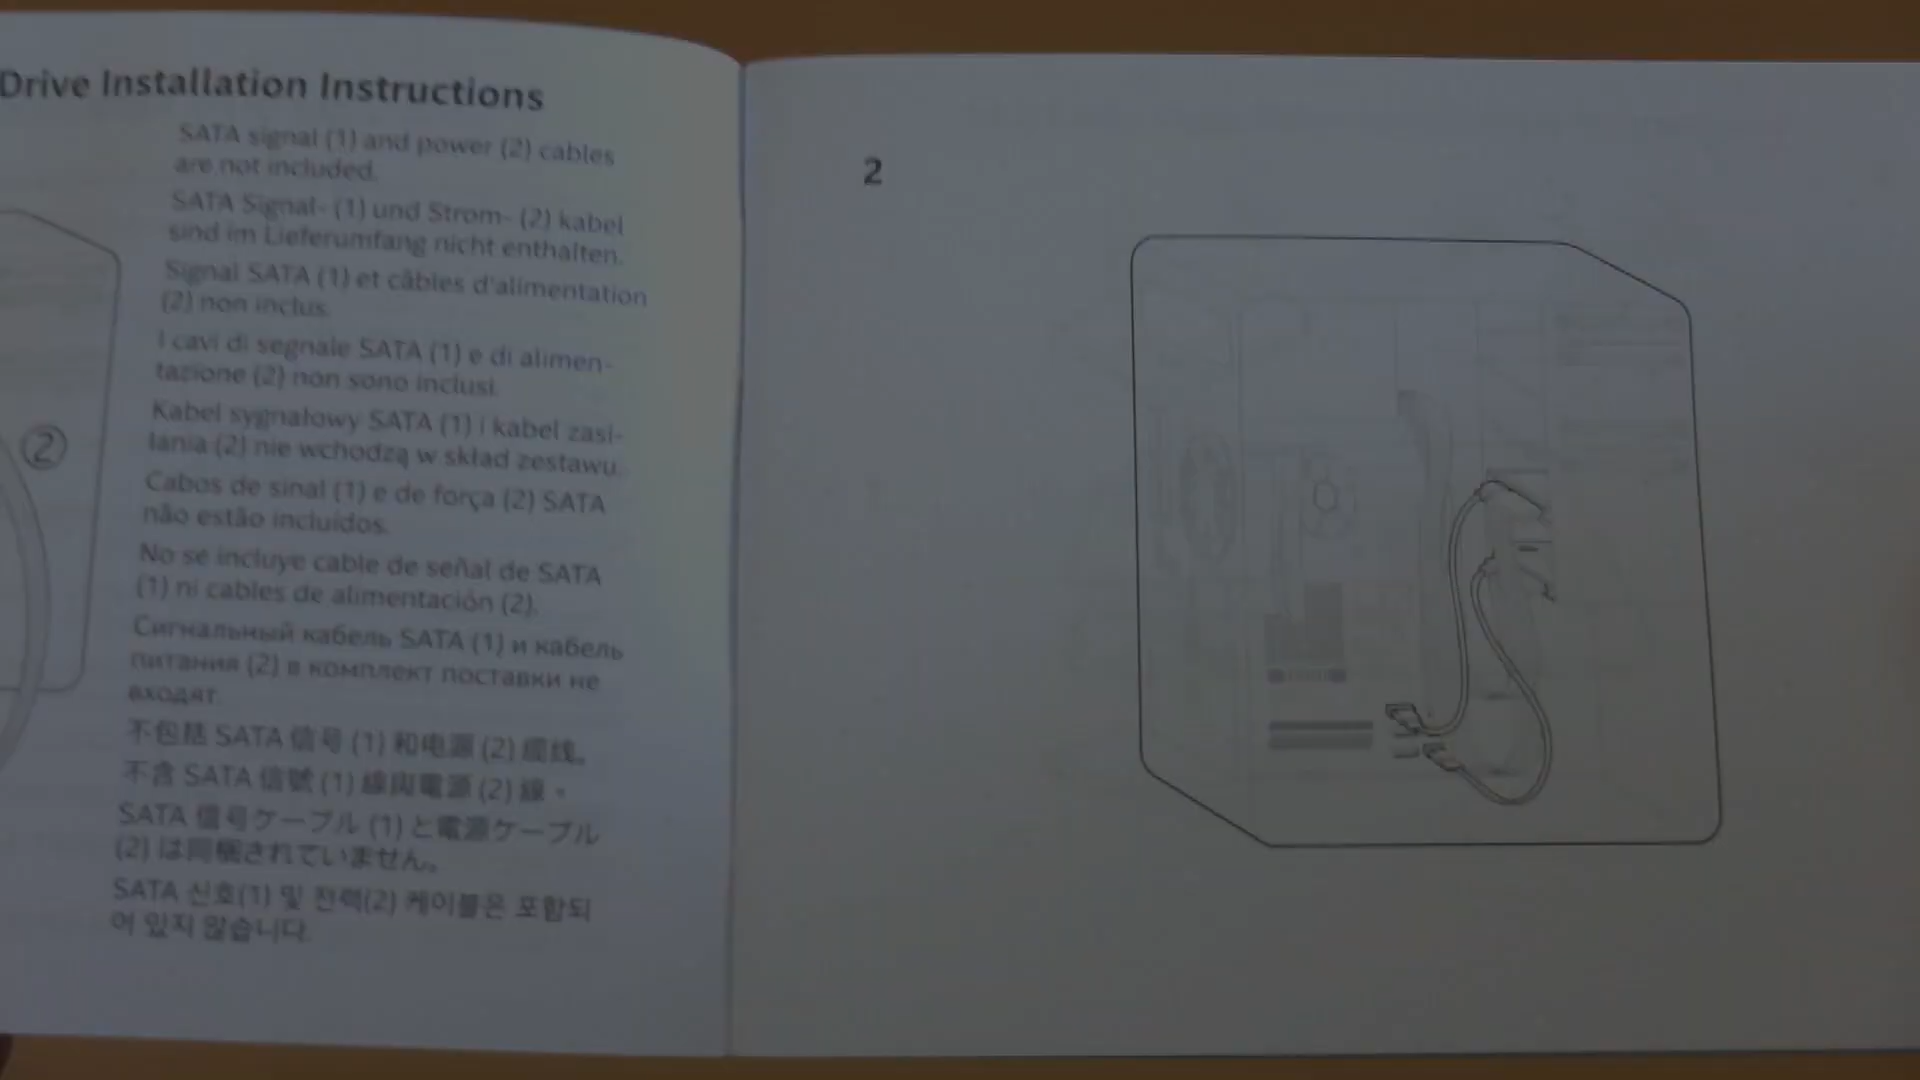 Drive Installation Instructions
SATA signal (1) and power (2) cables
are not included.
SATA Signal- (1) und Strom- (2) kabel
sind im Lieferumfang nicht enthalten.
Signal SATA (1) et câbles d'alimentation
(2) non inclus.
I cavi di segnale SATA (1) e di alimen-
tazione (2) non sono inclusi.
Kabel sygnałowy SATA (1) i kabel zasi-
lania (2) nie wchodzą w skład zestawu.
Cabos de sinal (1) e de força (2) SATA
não estão incluídos.
No se incluye cable de señal de SATA
(1) ni cables de alimentación (2).
Сигнальный кабель SATA (1) и кабель
питания (2) в комплект поставки не
входят.
不包括 SATA 信号 (1) 和电源 (2) 缆线。
不含 SATA 信號 (1) 線與電源 (2) 線。
SATA 信号ケーブル (1) と電源ケーブル
(2) は同梱されていません。
SATA 신호(1) 및 전력(2) 케이블은 포함되
어 있지 않습니다.
②
2